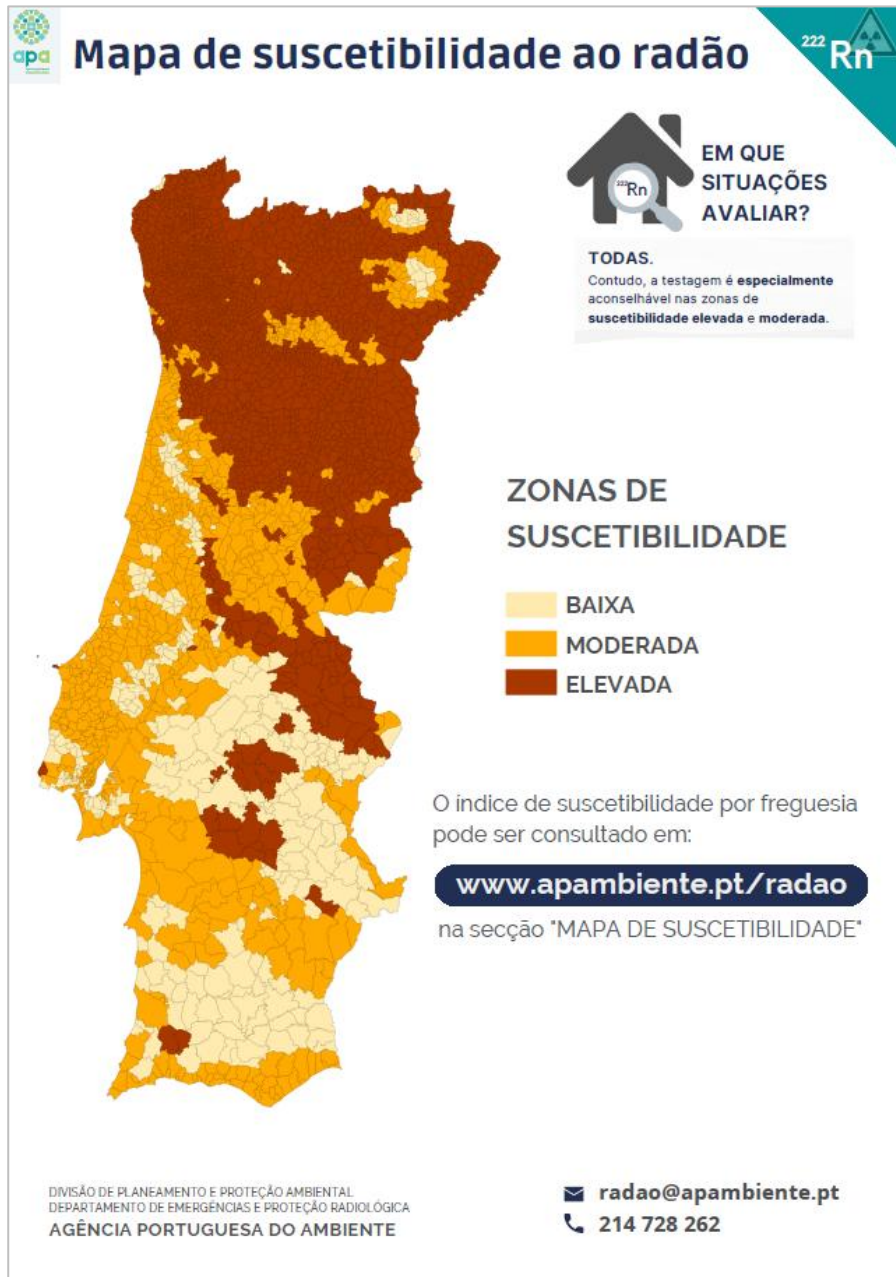 apa
Mapa de suscetibilidade ao radão
²²²Rn
²²²Rn
EM QUE
SITUAÇÕES
AVALIAR?
TODAS.
Contudo, a testagem é especialmente
aconselhável nas zonas de
suscetibilidade elevada e moderada.
ZONAS DE
SUSCETIBILIDADE
BAIXA
MODERADA
ELEVADA
O índice de suscetibilidade por freguesia
pode ser consultado em:
www.apambiente.pt/radao
na secção "MAPA DE SUSCETIBILIDADE"
DIVISÃO DE PLANEAMENTO E PROTEÇÃO AMBIENTAL
DEPARTAMENTO DE EMERGÊNCIAS E PROTEÇÃO RADIOLÓGICA
AGÊNCIA PORTUGUESA DO AMBIENTE
radao@apambiente.pt
214 728 262